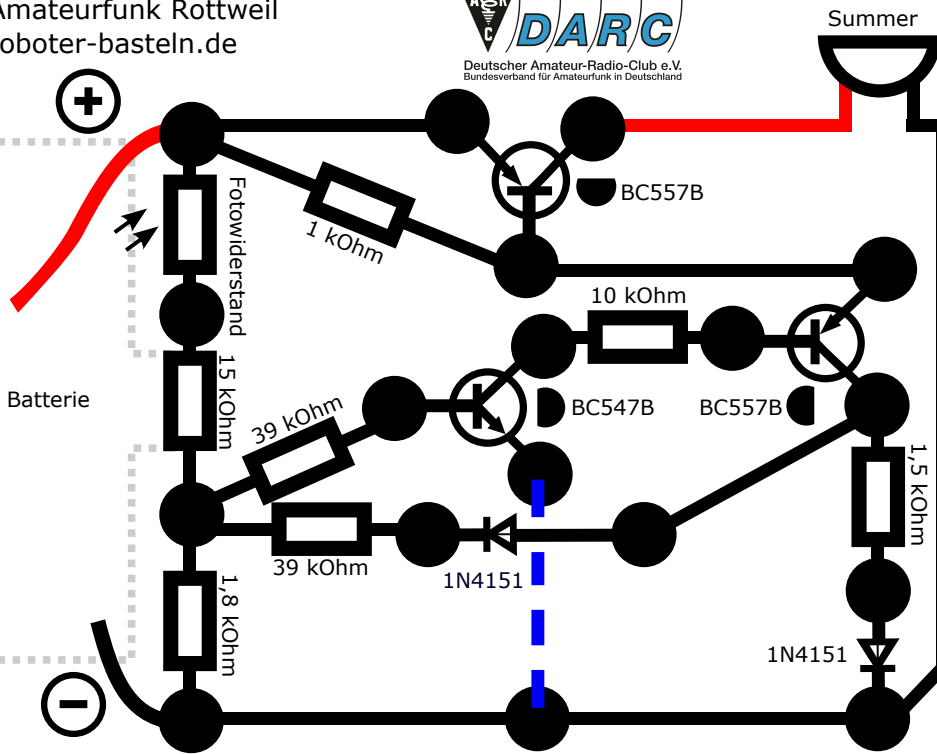 Amateurfunk Rottweil
oboter-basteln.de
A R
C
DARC
Deutscher Amateur-Radio-Club e.V.
Bundesverband für Amateurfunk in Deutschland
Summer
+
BC557B
Fotowiderstand
1 kOhm
10 kOhm
15 kOhm
Batterie
39 kOhm
BC547B
BC557B
1,5 kOhm
39 kOhm
1N4151
1,8 kOhm
1N4151
−